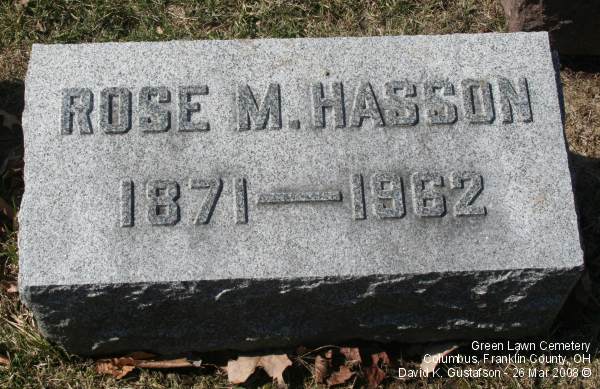 ROSE M. HASSON
1871—1962
Green Lawn Cemetery
Columbus, Franklin County, OH
David K. Gustafson - 26 Mar 2008 ©